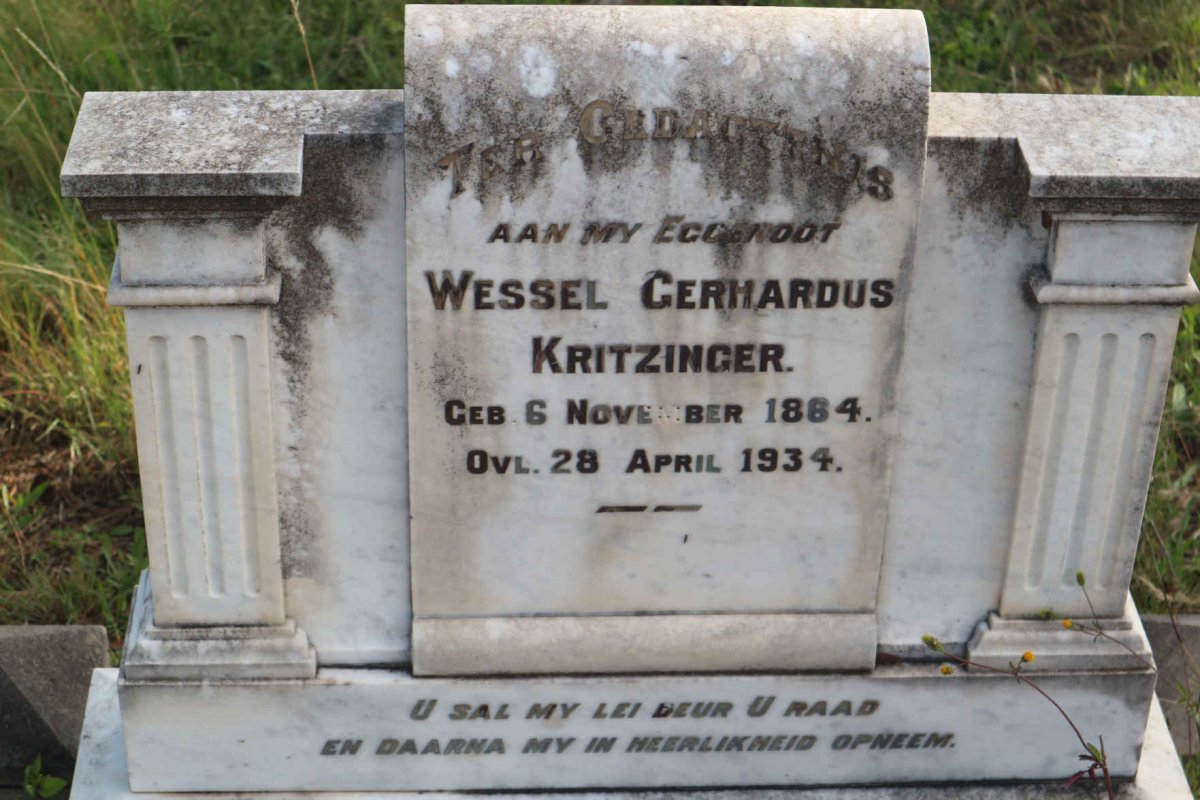 TER GEDAGTENIS
AAN MY EGGENOOT
WESSEL GERHARDUS
KRITZINGER.
GEB. 6 NOVEMBER 1864.
OVL. 28 APRIL 1934.
U SAL MY LEI DEUR U RAAD
EN DAARNA MY IN HEERLIKHEID OPNEEM.